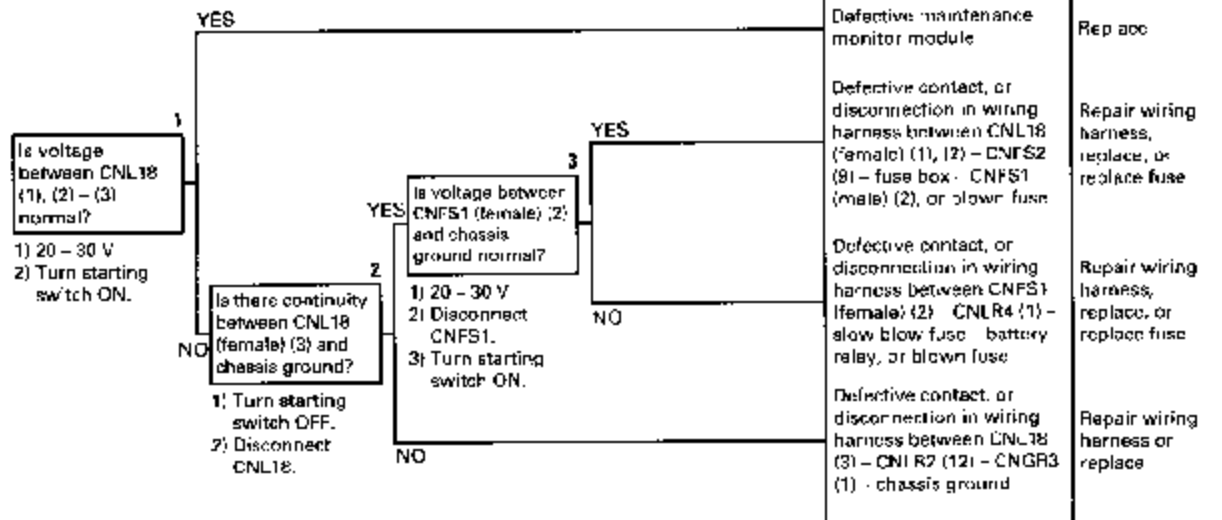 YES
Defective maintenance
monitor module
Replace
1
Is voltage
between CNL18
(1), (2) – (3)
normal?
1) 20 – 30 V
2) Turn starting
switch ON.
NO
2
Is there continuity
between CNL18
(female) (3) and
chassis ground?
1) Turn starting
switch OFF.
2) Disconnect
CNL18.
YES
3
Is voltage between
CNFS1 (female) (2)
and chassis
ground normal?
1) 20 – 30 V
2) Disconnect
CNFS1.
3) Turn starting
switch ON.
YES
Defective contact, or
disconnection in wiring
harness between CNL18
(female) (1), (2) – CNFS2
(9) – fuse box - CNFS1
(male) (2), or blown fuse
Repair wiring
harness,
replace, or
replace fuse
NO
Defective contact, or
disconnection in wiring
harness between CNFS1
(female) (2) CNLR4 (1) –
slow blow fuse battery
relay, or blown fuse
Repair wiring
harness,
replace, or
replace fuse
NO
Defective contact, or
disconnection in wiring
harness between CNL18
(3) – CNLR2 (12) – CNGR3
(1) - chassis ground
Repair wiring
harness or
replace